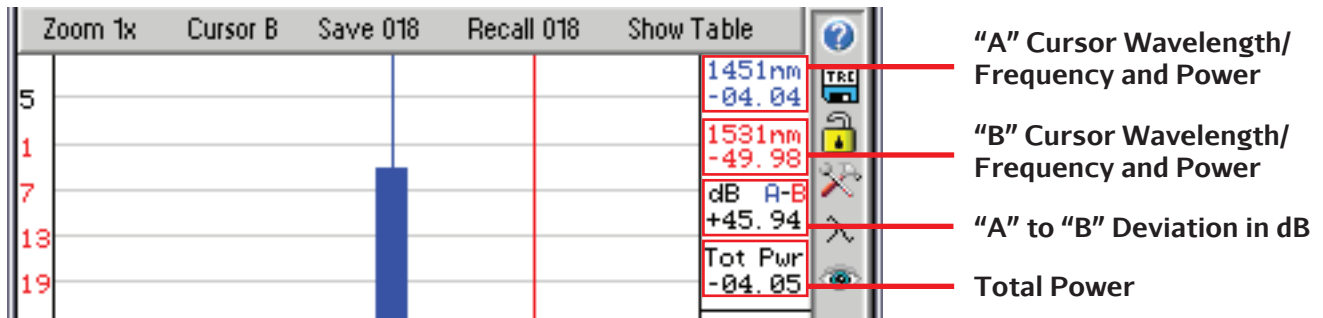 Zoom 1x Cursor B Save 018 Recall 018 Show Table
?
5
1
7
13
19
1451nm
-04.04
1531nm
-49.98
dB A-B
+45.94
Tot Pwr
-04.05
TRC
λ
"A" Cursor Wavelength/
Frequency and Power
"B" Cursor Wavelength/
Frequency and Power
"A" to "B" Deviation in dB
Total Power